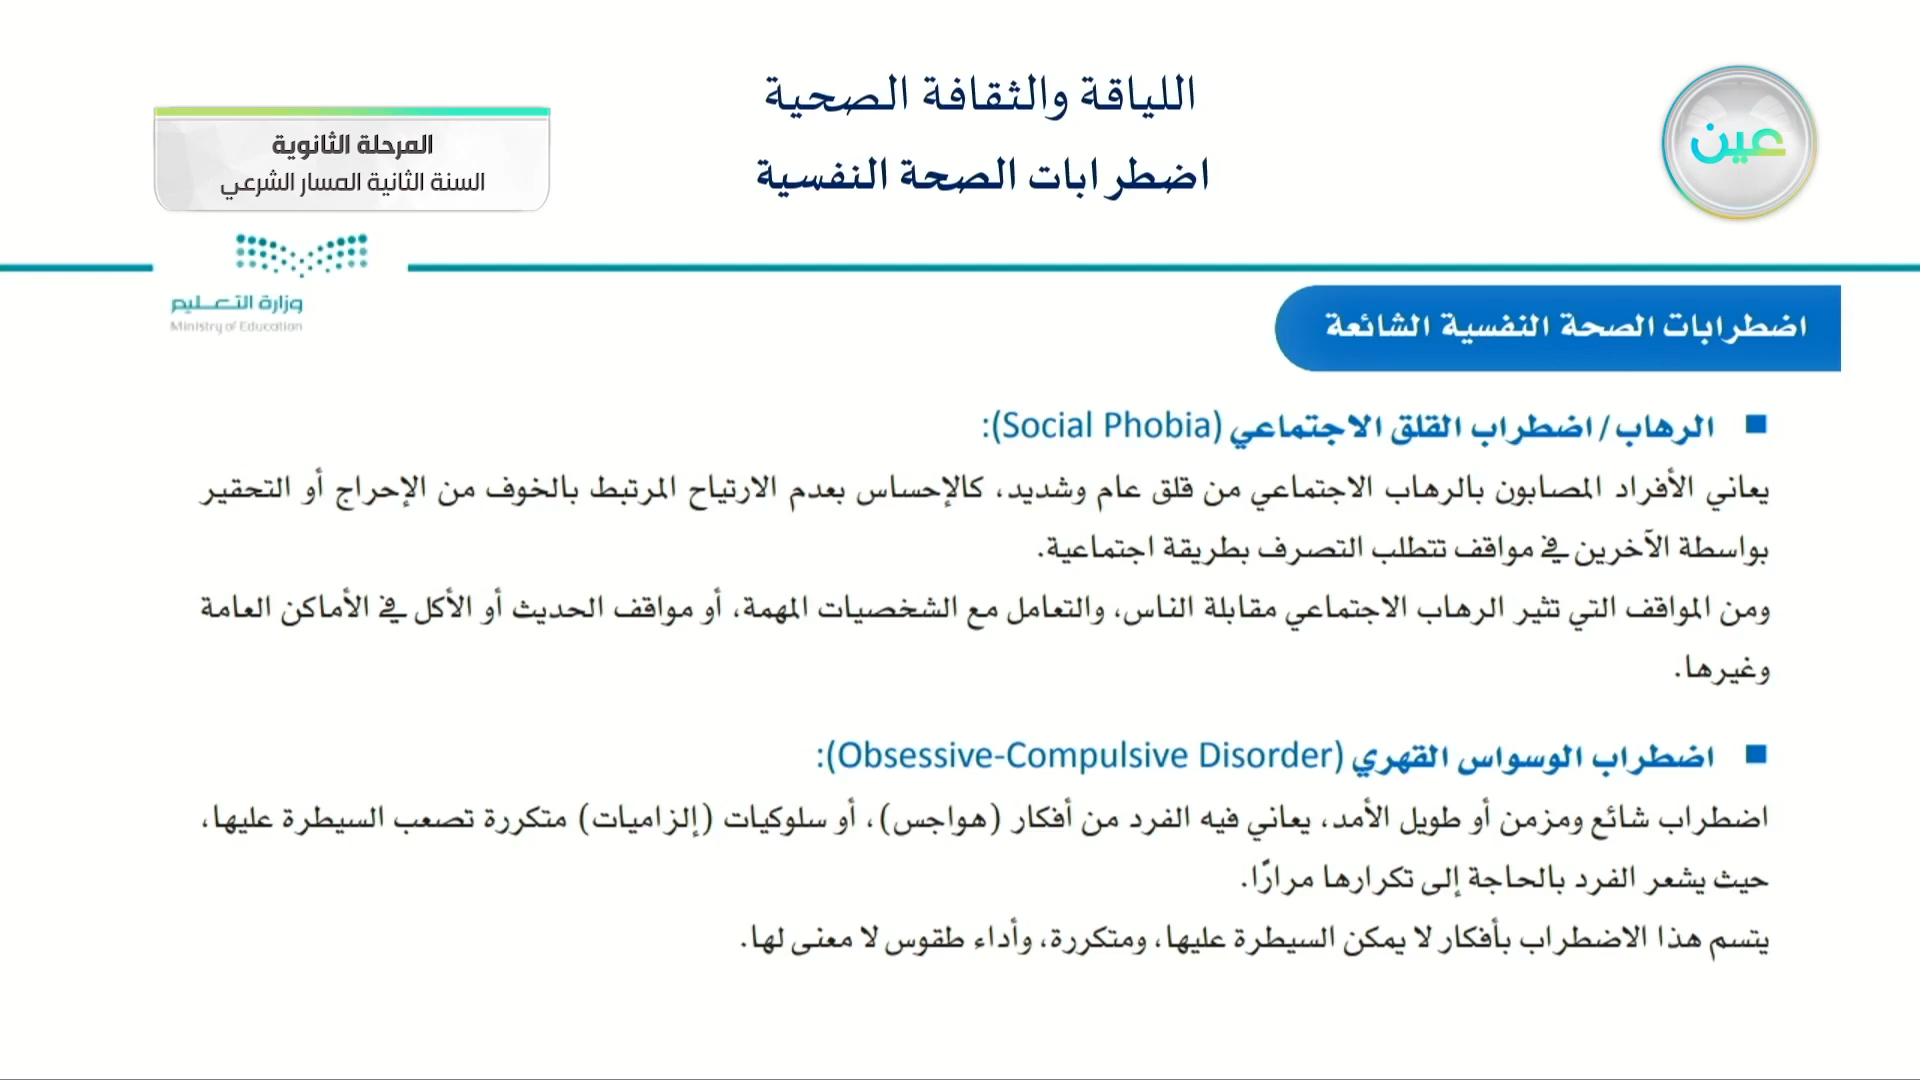 اللياقة والثقافة الصحية
اضطرابات الصحة النفسية
عين
المرحلة الثانوية
السنة الثانية المسار الشرعي
وزارة التعليم
Ministry of Education
اضطرابات الصحة النفسية الشائعة
■ الرهاب/ اضطراب القلق الاجتماعي (Social Phobia):
يعاني الأفراد المصابون بالرهاب الاجتماعي من قلق عام وشديد، كالإحساس بعدم الارتياح المرتبط بالخوف من الإحراج أو التحقير
بواسطة الآخرين في مواقف تتطلب التصرف بطريقة اجتماعية.
ومن المواقف التي تثير الرهاب الاجتماعي مقابلة الناس، والتعامل مع الشخصيات المهمة، أو مواقف الحديث أو الأكل في الأماكن العامة
وغيرها.
■ اضطراب الوسواس القهري (Obsessive-Compulsive Disorder):
اضطراب شائع ومزمن أو طويل الأمد، يعاني فيه الفرد من أفكار (هواجس)، أو سلوكيات (إلزاميات) متكررة تصعب السيطرة عليها،
حيث يشعر الفرد بالحاجة إلى تكرارها مرارًا.
يتسم هذا الاضطراب بأفكار لا يمكن السيطرة عليها، ومتكررة، وأداء طقوس لا معنى لها.